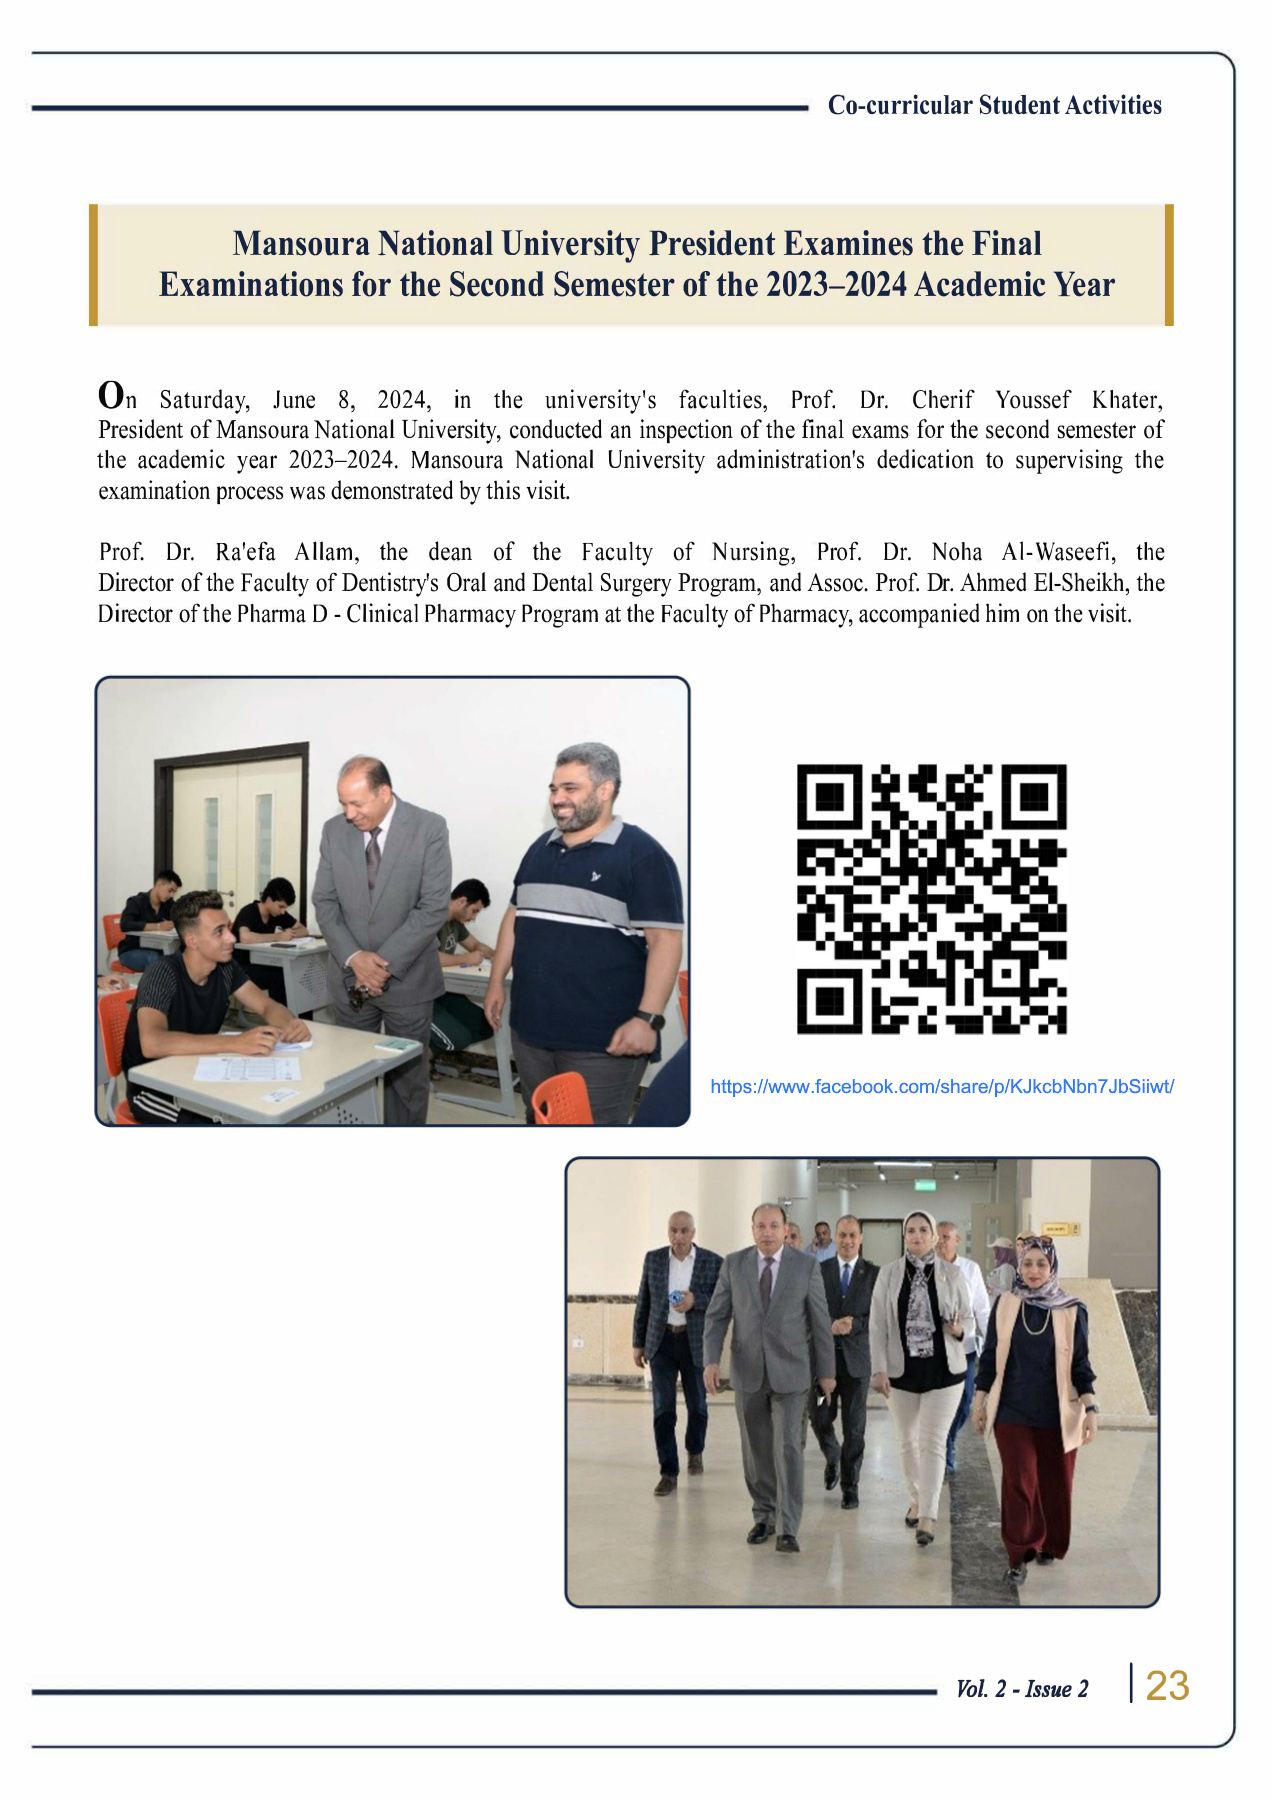 Co-curricular Student Activities
Mansoura National University President Examines the Final
Examinations for the Second Semester of the 2023–2024 Academic Year
On Saturday, June 8, 2024, in the university's faculties, Prof. Dr. Cherif Youssef Khater,
President of Mansoura National University, conducted an inspection of the final exams for the second semester of
the academic year 2023–2024. Mansoura National University administration's dedication to supervising the
examination process was demonstrated by this visit.
Prof. Dr. Ra'efa Allam, the dean of the Faculty of Nursing, Prof. Dr. Noha Al-Waseefi, the
Director of the Faculty of Dentistry's Oral and Dental Surgery Program, and Assoc. Prof. Dr. Ahmed El-Sheikh, the
Director of the Pharma D - Clinical Pharmacy Program at the Faculty of Pharmacy, accompanied him on the visit.
https://www.facebook.com/share/p/KJkcbNbn7JbSiiwt/
Vol. 2 - Issue 2
23